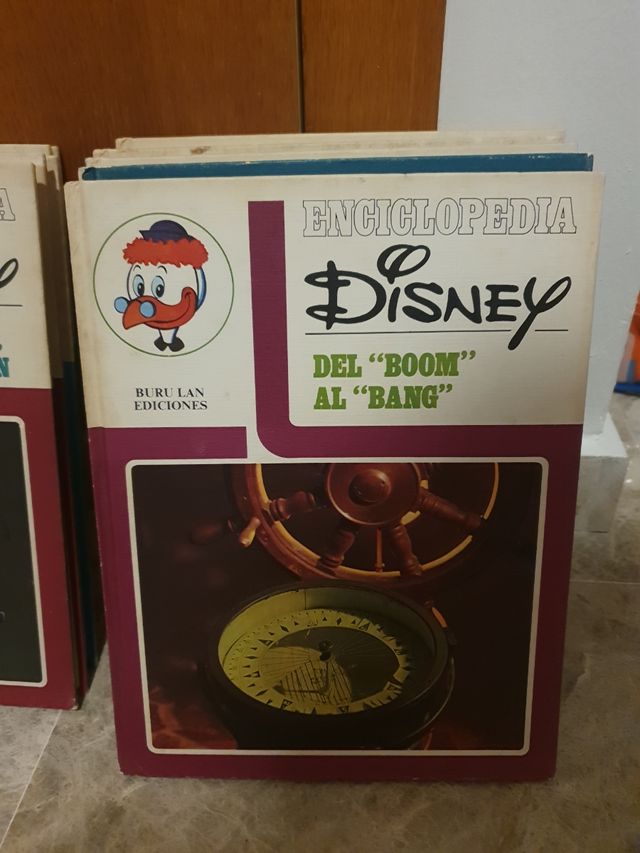 ENCICLOPEDIA
DISNEY
DEL “BOOM”
AL “BANG”
BURU LAN
EDICIONES
A
N